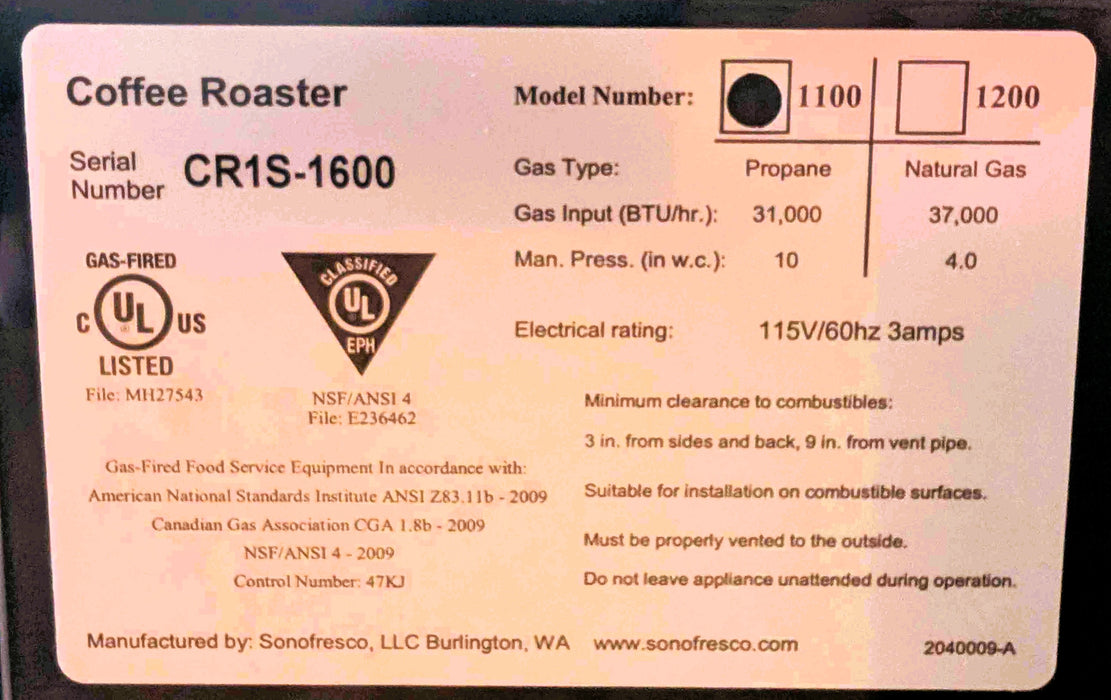 Coffee Roaster
Serial Number CR1S-1600
Model Number: 1100 1200
Gas Type: Propane Natural Gas
Gas Input (BTU/hr.): 31,000 37,000
Man. Press. (in w.c.): 10 4.0
Electrical rating: 115V/60hz 3amps
GAS-FIRED
C UL US
®
LISTED
File: MH27543
CLASSIFIED
UL
EPH
NSF/ANSI 4
File: E236462
Gas-Fired Food Service Equipment In accordance with:
American National Standards Institute ANSI Z83.11b - 2009
Canadian Gas Association CGA 1.8b - 2009
NSF/ANSI 4 - 2009
Control Number: 47KJ
Minimum clearance to combustibles:
3 in. from sides and back, 9 in. from vent pipe.
Suitable for installation on combustible surfaces.
Must be properly vented to the outside.
Do not leave appliance unattended during operation.
Manufactured by: Sonofresco, LLC Burlington, WA www.sonofresco.com 2040009-A